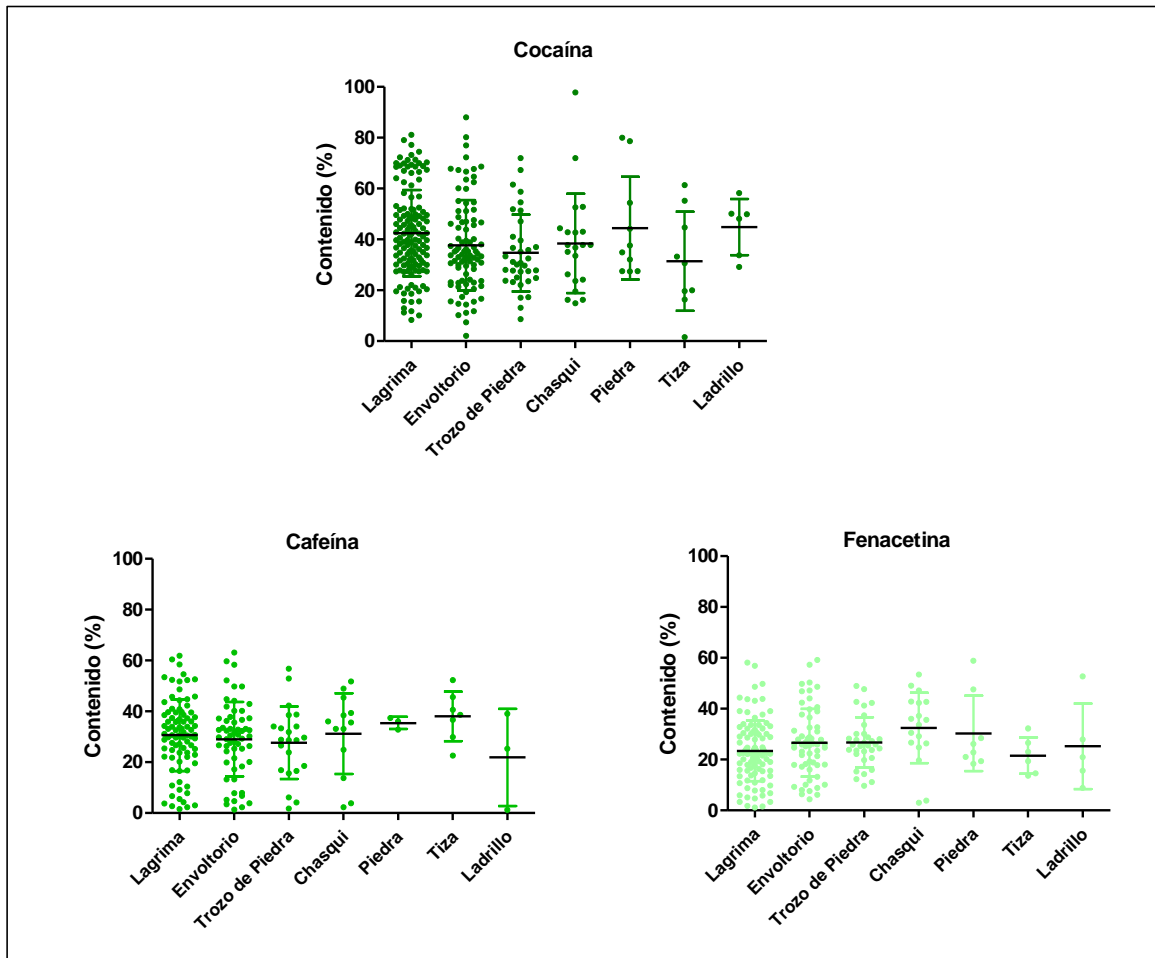 Cocaína
Contenido (%)
100
80
60
40
20
0
Lagrima
Envoltorio
Trozo de Piedra
Chasqui
Piedra
Tiza
Ladrillo
Cafeína
Contenido (%)
100
80
60
40
20
0
Lagrima
Envoltorio
Trozo de Piedra
Chasqui
Piedra
Tiza
Ladrillo
Fenacetina
Contenido (%)
100
80
60
40
20
0
Lagrima
Envoltorio
Trozo de Piedra
Chasqui
Piedra
Tiza
Ladrillo